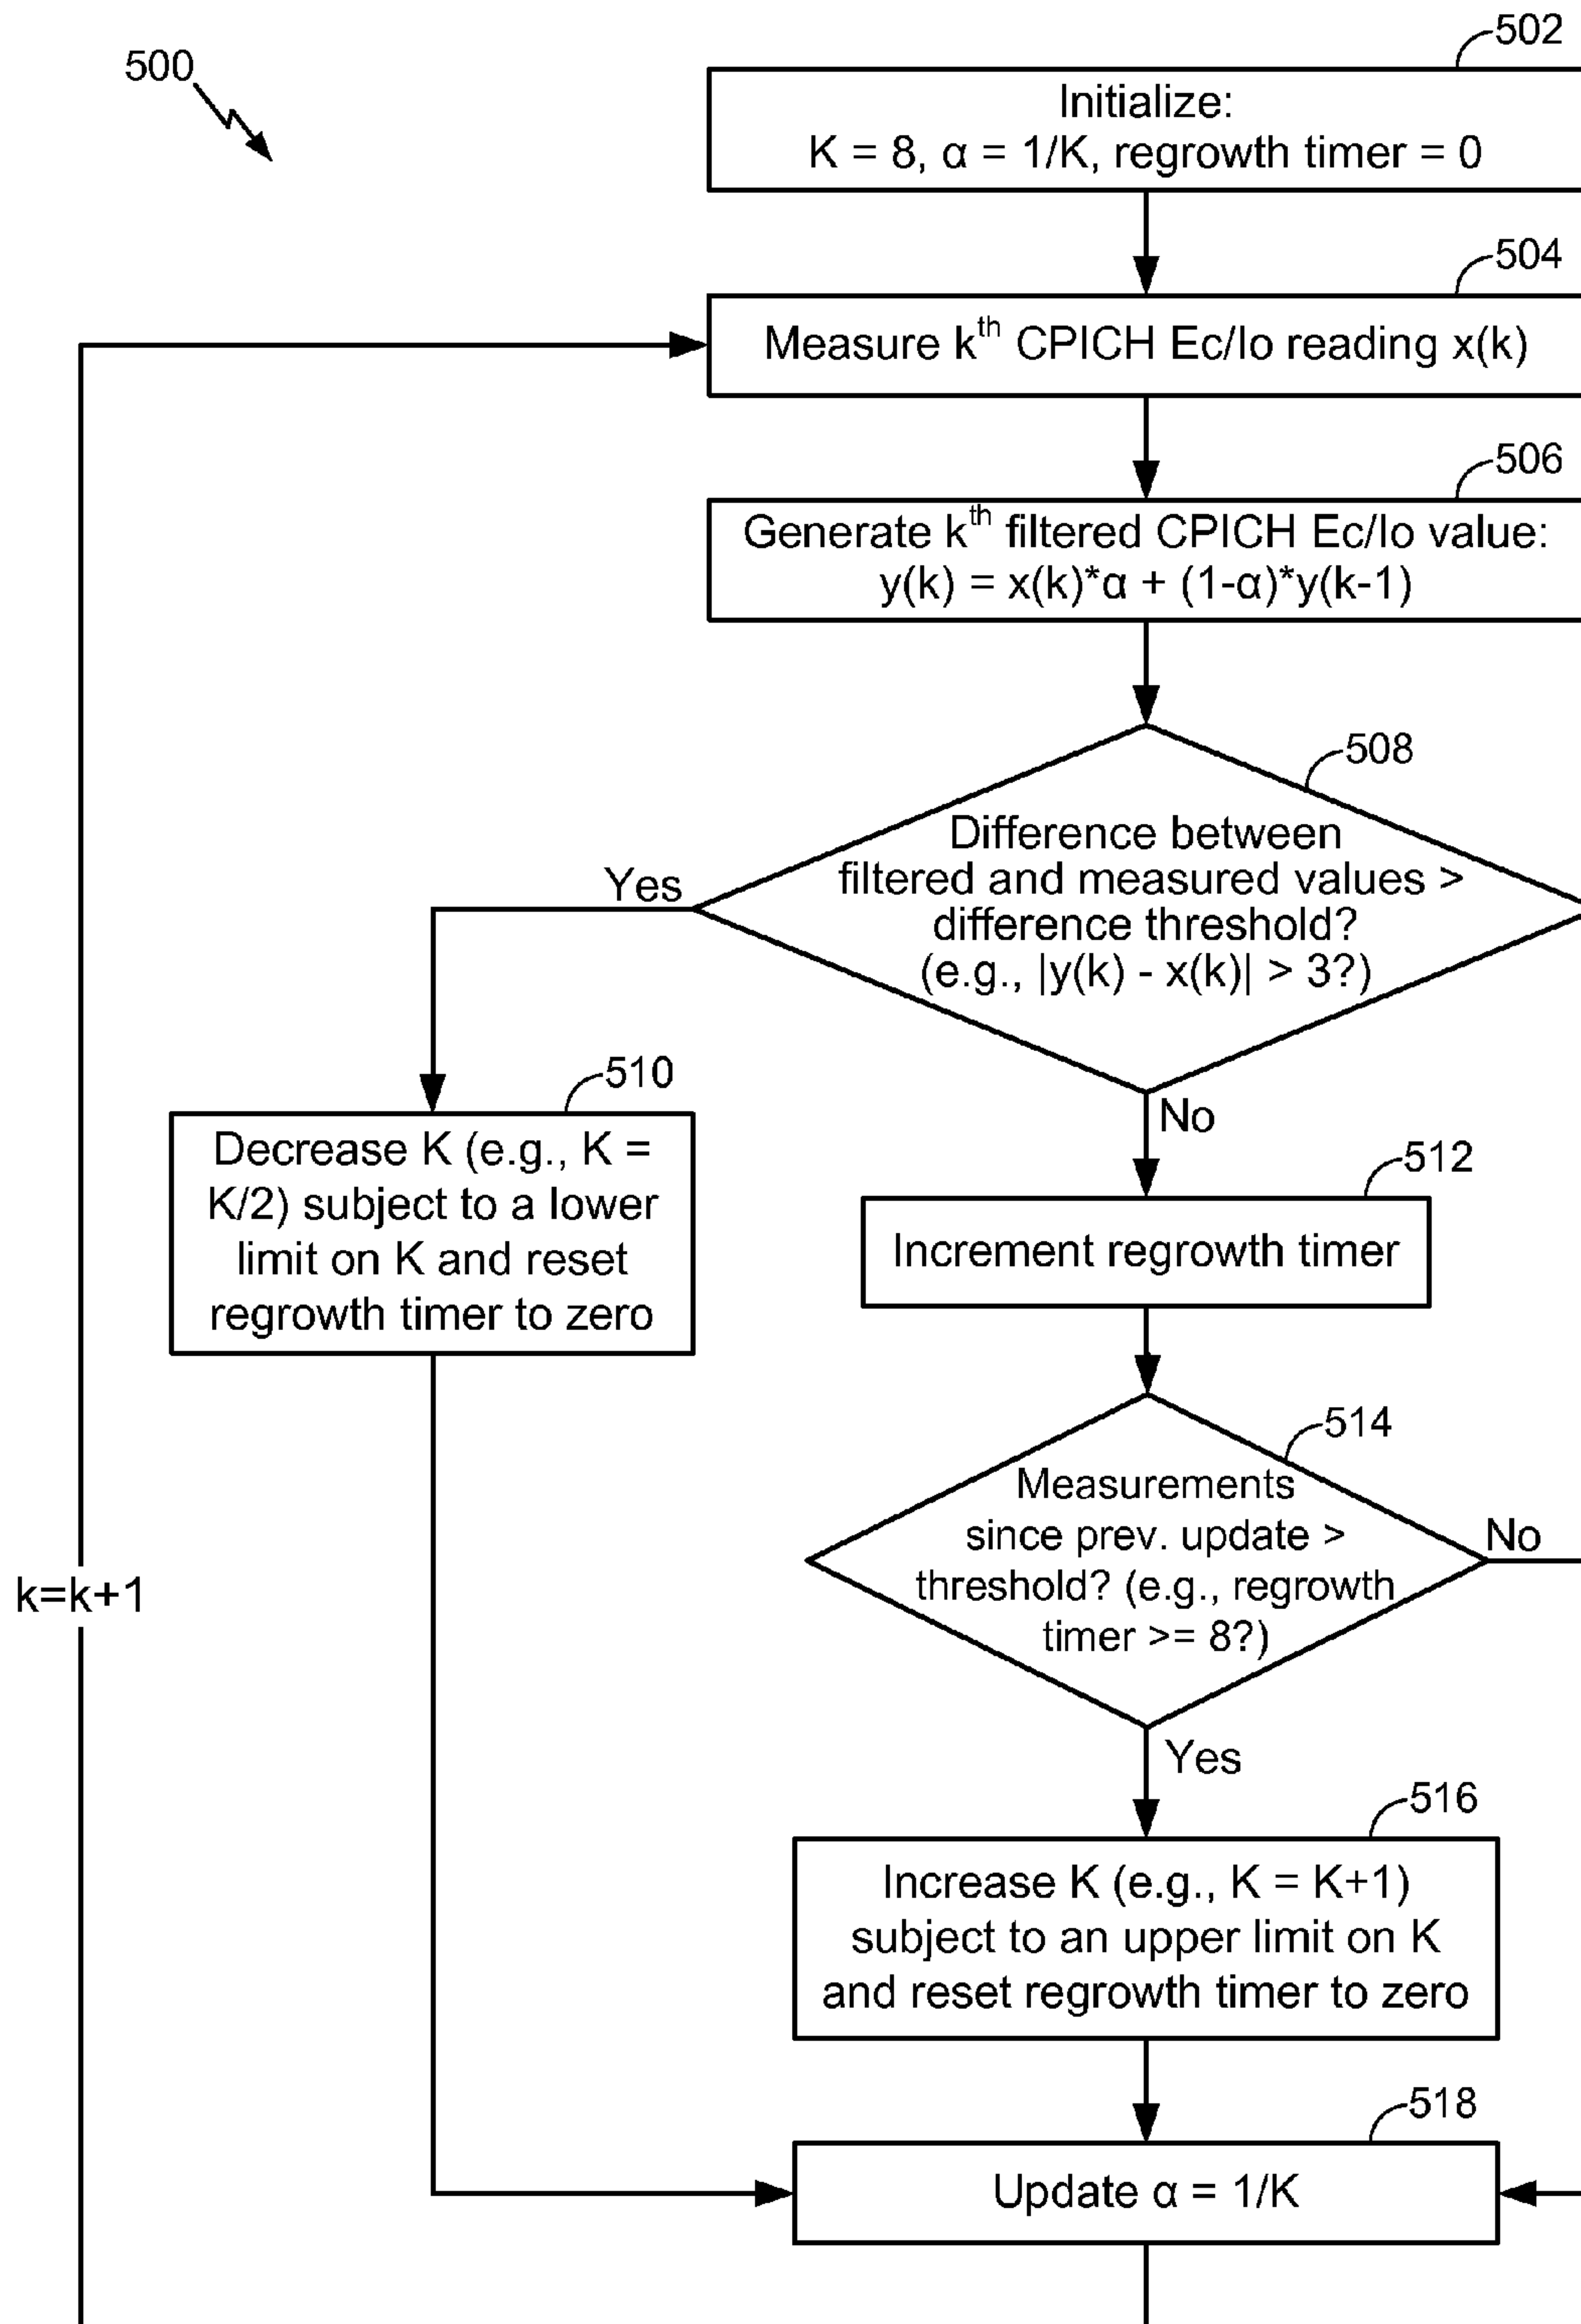 500
502
Initialize:
K = 8, α = 1/K, regrowth timer = 0
504
Measure kth CPICH Ec/Io reading x(k)
506
Generate kth filtered CPICH Ec/Io value:
y(k) = x(k)*α + (1-α)*y(k-1)
508
Difference between
filtered and measured values >
difference threshold?
(e.g., |y(k) - x(k)| > 3?)
Yes
No
510
Decrease K (e.g., K =
K/2) subject to a lower
limit on K and reset
regrowth timer to zero
512
Increment regrowth timer
514
Measurements
since prev. update >
threshold? (e.g., regrowth
timer >= 8?)
No
Yes
k=k+1
516
Increase K (e.g., K = K+1)
subject to an upper limit on K
and reset regrowth timer to zero
518
Update α = 1/K